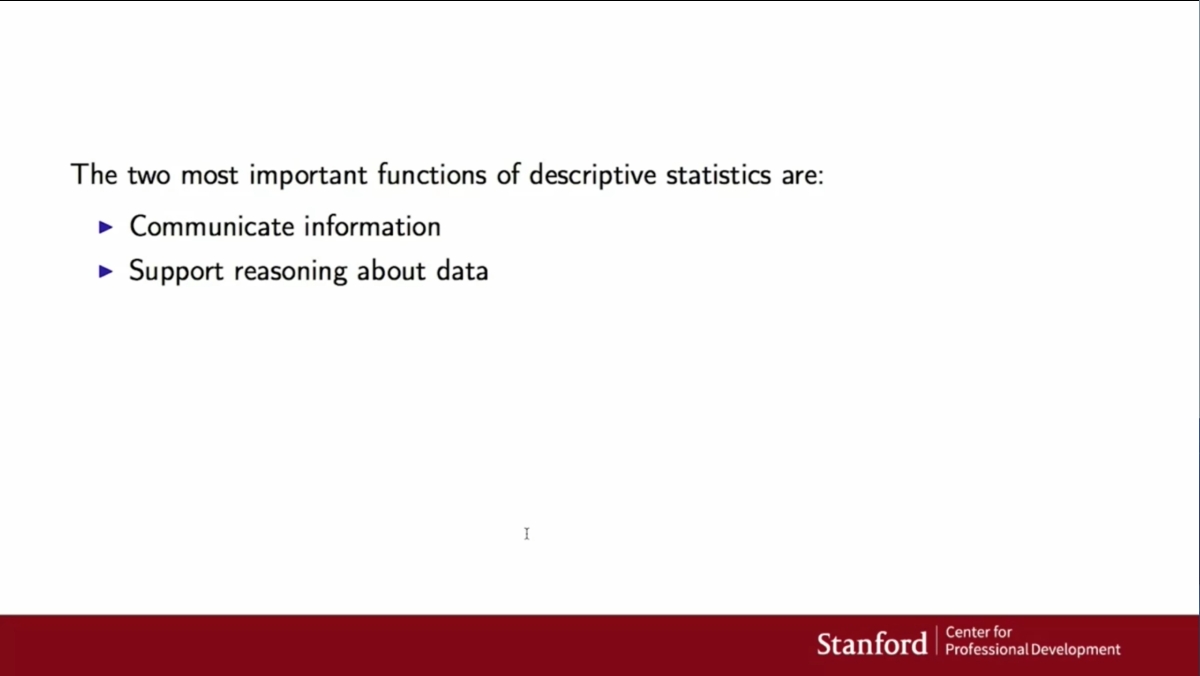 The two most important functions of descriptive statistics are:
Communicate information
Support reasoning about data
Stanford
Center for
Professional Development